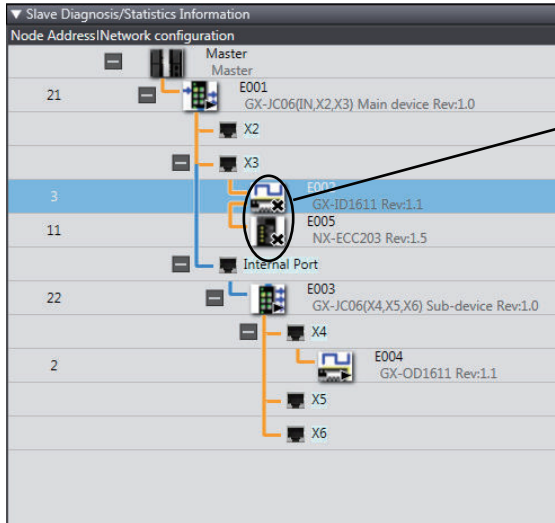 ▼ Slave Diagnosis/Statistics Information
Node Address|Network configuration
Master
Master
21
E001
GX-JC06(IN,X2,X3) Main device Rev:1.0
X2
X3
3
E002
GX-ID1611 Rev:1.1
11
E005
NX-ECC203 Rev:1.5
Internal Port
22
E003
GX-JC06(X4,X5,X6) Sub-device Rev:1.0
X4
2
E004
GX-OD1611 Rev:1.1
X5
X6